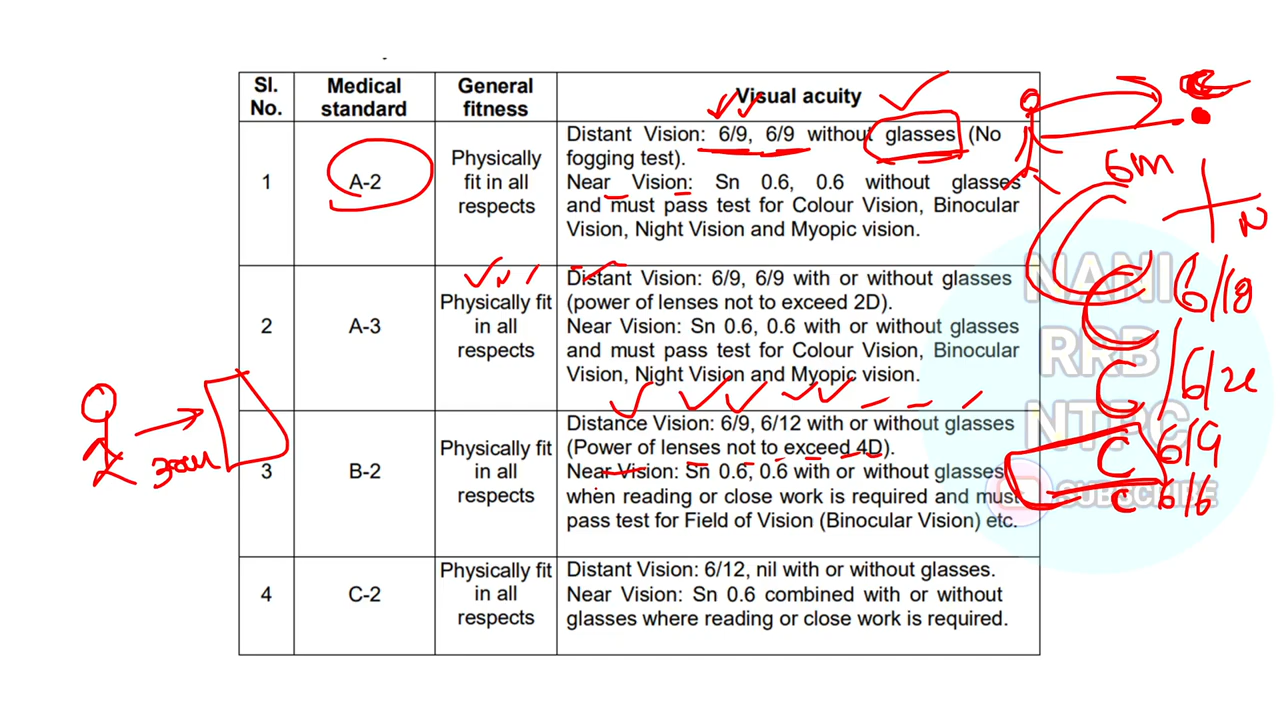 Sl. No.
Medical standard
General fitness
Visual acuity
1
A-2
Physically fit in all respects
Distant Vision: 6/9, 6/9 without glasses (No
fogging test).
Near Vision: Sn 0.6, 0.6 without glasses
and must pass test for Colour Vision, Binocular
Vision, Night Vision and Myopic vision.
2
A-3
Physically fit in all respects
Distant Vision: 6/9, 6/9 with or without glasses
(power of lenses not to exceed 2D).
Near Vision: Sn 0.6, 0.6 with or without glasses
and must pass test for Colour Vision, Binocular
Vision, Night Vision and Myopic vision.
3
B-2
Physically fit in all respects
Distance Vision: 6/9, 6/12 with or without glasses
(Power of lenses not to exceed 4D).
Near Vision: Sn 0.6, 0.6 with or without glasses
when reading or close work is required and must
pass test for Field of Vision (Binocular Vision) etc.
4
C-2
Physically fit in all respects
Distant Vision: 6/12, nil with or without glasses.
Near Vision: Sn 0.6 combined with or without
glasses where reading or close work is required.
6m
N
6/18
C 6/9
C 6/6
NANI
RRB
NTPC
SUBSCRIBE